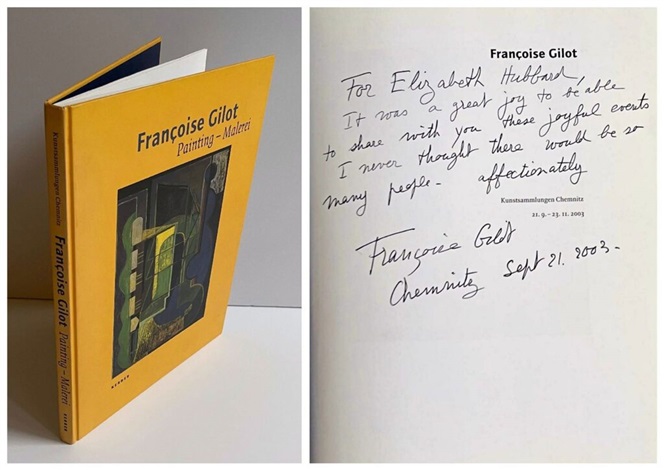 Françoise Gilot
Painting – Malerei
KERBER
Kunstsammlungen Chemnitz
Françoise Gilot Painting – Malerei
KERBER
Françoise Gilot
For Elizabeth Hubbard,
It was a great joy to be able
to share with you these joyful events
I never thought there would be so
many people - affectionately
Kunstsammlungen Chemnitz
21. 9. – 23. 11. 2003
Françoise Gilot
Chemnitz Sept 21. 2003 -